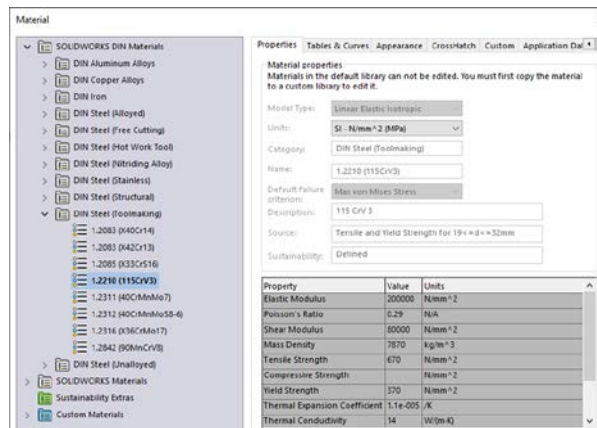 Material
SOLIDWORKS DIN Materials
DIN Aluminum Alloys
DIN Copper Alloys
DIN Iron
DIN Steel (Alloyed)
DIN Steel (Free Cutting)
DIN Steel (Hot Work Tool)
DIN Steel (Nitriding Alloy)
DIN Steel (Stainless)
DIN Steel (Structural)
DIN Steel (Toolmaking)
1.2083 (X40Cr14)
1.2083 (X42Cr13)
1.2085 (X33CrS16)
1.2210 (115CrV3)
1.2311 (40CrMnMo7)
1.2312 (40CrMnMoS8-6)
1.2316 (X36CrMo17)
1.2842 (90MnCrV8)
DIN Steel (Unalloyed)
SOLIDWORKS Materials
Sustainability Extras
Custom Materials
Properties Tables & Curves Appearance CrossHatch Custom Application Dat
Material properties
Materials in the default library can not be edited. You must first copy the material
to a custom library to edit it.
Model Type: Linear Elastic Isotropic
Units: SI - N/mm^2 (MPa)
Category: DIN Steel (Toolmaking)
Name: 1.2210 (115CrV3)
Default failure
criterion: Max von Mises Stress
Description: 115 CrV 3
Source: Tensile and Yield Strength for 19<=d<=32mm
Sustainability: Defined
Property Value Units
Elastic Modulus 200000 N/mm^2
Poisson's Ratio 0.29 N/A
Shear Modulus 80000 N/mm^2
Mass Density 7870 kg/m^3
Tensile Strength 670 N/mm^2
Compressive Strength N/mm^2
Yield Strength 370 N/mm^2
Thermal Expansion Coefficient 1.1e-005 /K
Thermal Conductivity 14 W/(m·K)